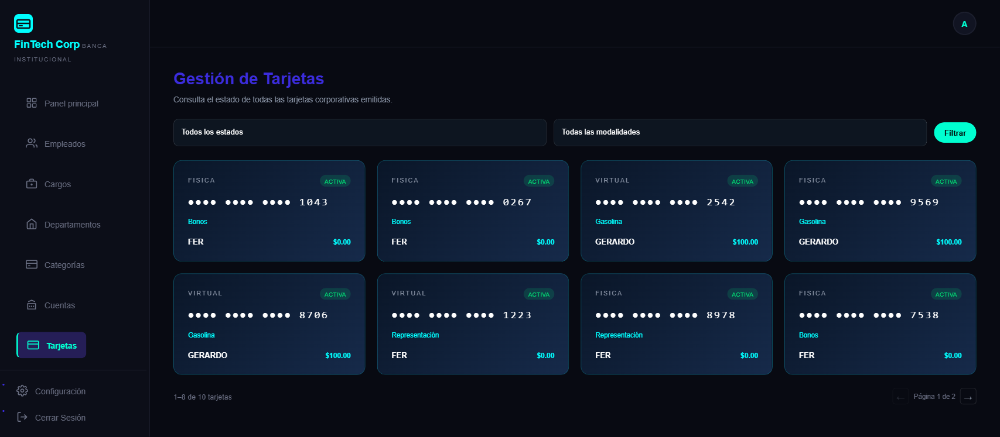 FinTech Corp BANCA
INSTITUCIONAL
Panel principal
Empleados
Cargos
Departamentos
Categorías
Cuentas
Tarjetas
Configuración
Cerrar Sesión
A
Gestión de Tarjetas
Consulta el estado de todas las tarjetas corporativas emitidas.
Todos los estados
Todas las modalidades
Filtrar
FISICA ACTIVA
•••• •••• •••• 1043
Bonos
FER $0.00
FISICA ACTIVA
•••• •••• •••• 0267
Bonos
FER $0.00
VIRTUAL ACTIVA
•••• •••• •••• 2542
Gasolina
GERARDO $100.00
FISICA ACTIVA
•••• •••• •••• 9569
Gasolina
GERARDO $100.00
VIRTUAL ACTIVA
•••• •••• •••• 8706
Gasolina
GERARDO $100.00
VIRTUAL ACTIVA
•••• •••• •••• 1223
Representación
FER $0.00
FISICA ACTIVA
•••• •••• •••• 8978
Representación
FER $0.00
FISICA ACTIVA
•••• •••• •••• 7538
Bonos
FER $0.00
1–8 de 10 tarjetas
← Página 1 de 2 →